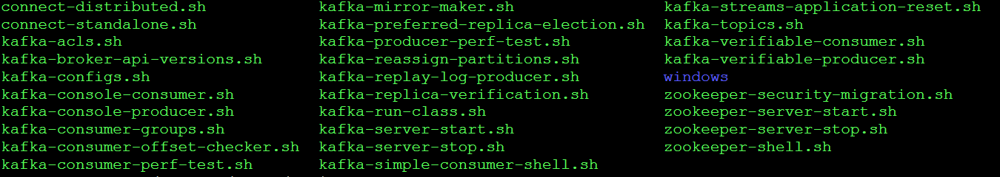 connect-distributed.sh kafka-mirror-maker.sh kafka-streams-application-reset.sh
connect-standalone.sh kafka-preferred-replica-election.sh kafka-topics.sh
kafka-acls.sh kafka-producer-perf-test.sh kafka-verifiable-consumer.sh
kafka-broker-api-versions.sh kafka-reassign-partitions.sh kafka-verifiable-producer.sh
kafka-configs.sh kafka-replay-log-producer.sh windows
kafka-console-consumer.sh kafka-replica-verification.sh zookeeper-security-migration.sh
kafka-console-producer.sh kafka-run-class.sh zookeeper-server-start.sh
kafka-consumer-groups.sh kafka-server-start.sh zookeeper-server-stop.sh
kafka-consumer-offset-checker.sh kafka-server-stop.sh zookeeper-shell.sh
kafka-consumer-perf-test.sh kafka-simple-consumer-shell.sh